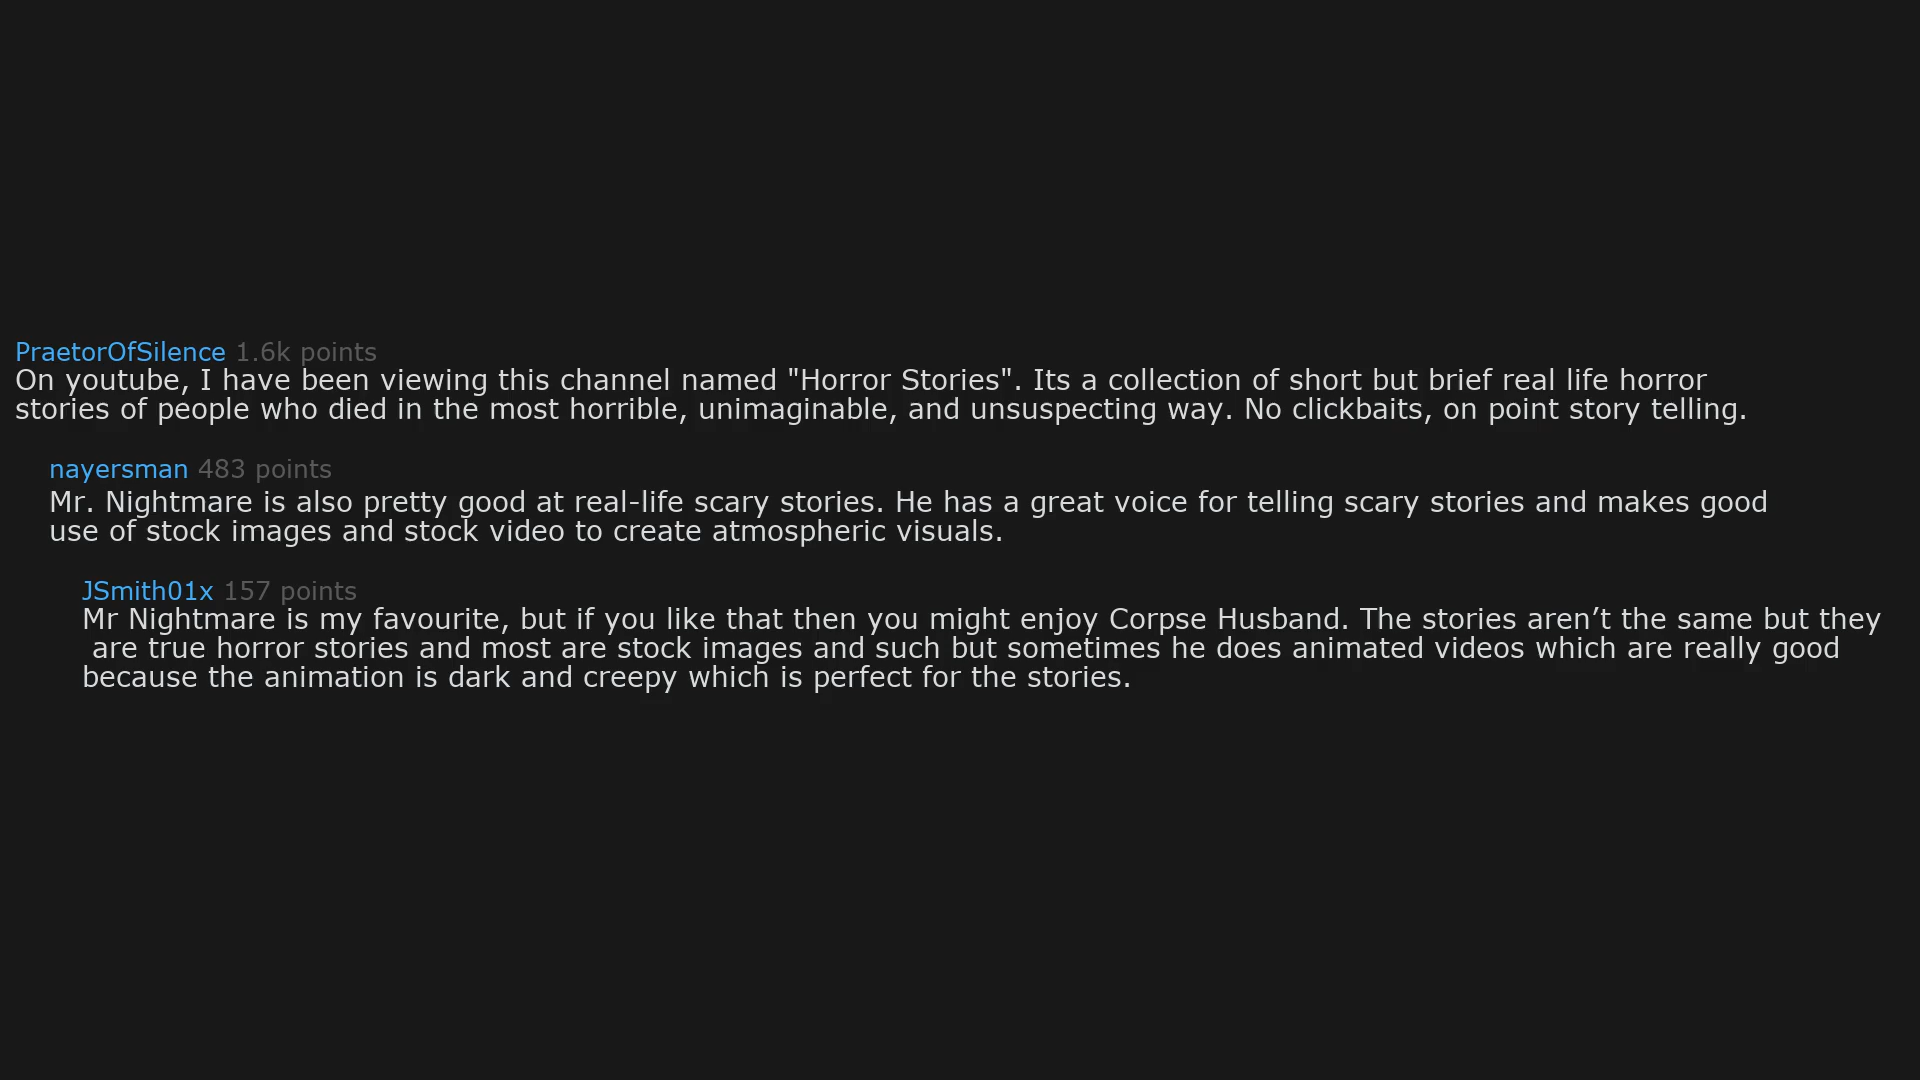 PraetorOfSilence 1.6k points
On youtube, I have been viewing this channel named "Horror Stories". Its a collection of short but brief real life horror
stories of people who died in the most horrible, unimaginable, and unsuspecting way. No clickbaits, on point story telling.
nayersman 483 points
Mr. Nightmare is also pretty good at real-life scary stories. He has a great voice for telling scary stories and makes good
use of stock images and stock video to create atmospheric visuals.
JSmith01x 157 points
Mr Nightmare is my favourite, but if you like that then you might enjoy Corpse Husband. The stories aren’t the same but they
are true horror stories and most are stock images and such but sometimes he does animated videos which are really good
because the animation is dark and creepy which is perfect for the stories.